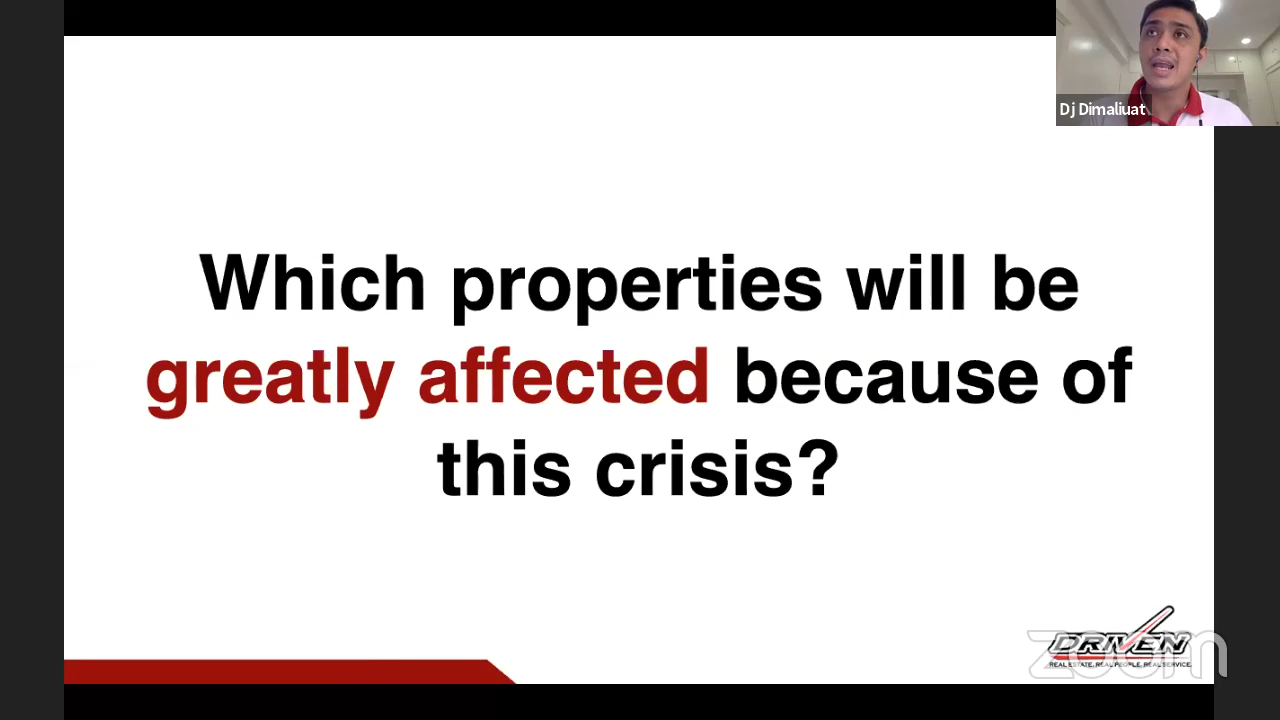 Dj Dimaliuat
Which properties will be
greatly affected because of
this crisis?
DRIVEN
REAL ESTATE. REAL PEOPLE. REAL SERVICE.
zoom